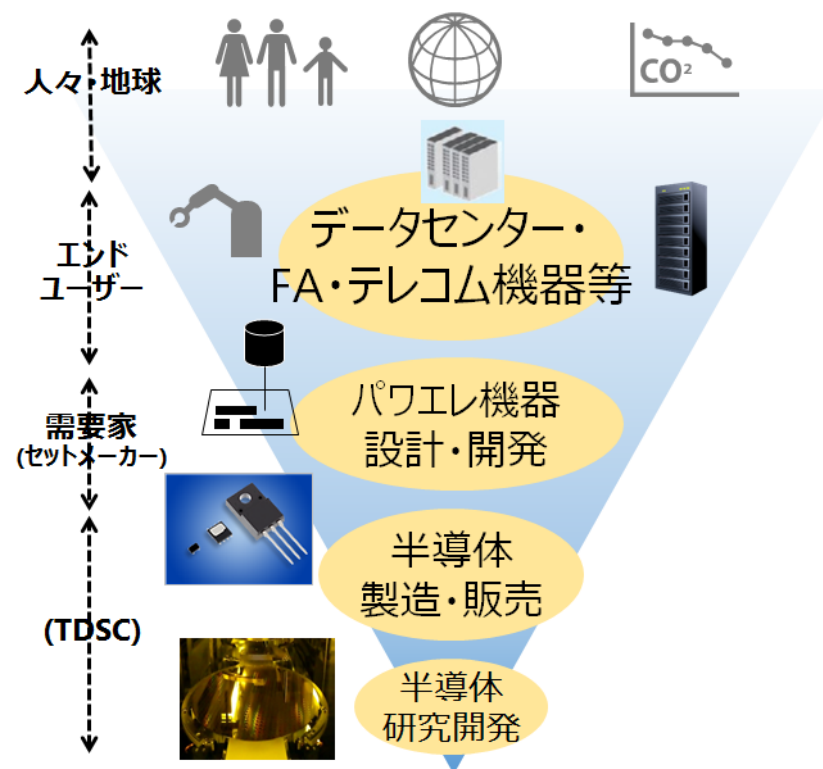 人々・地球
CO²
データセンター・
FA・テレコム機器等
エンド
ユーザー
パワエレ機器
設計・開発
需要家
(セットメーカー)
半導体
製造・販売
(TDSC)
半導体
研究開発